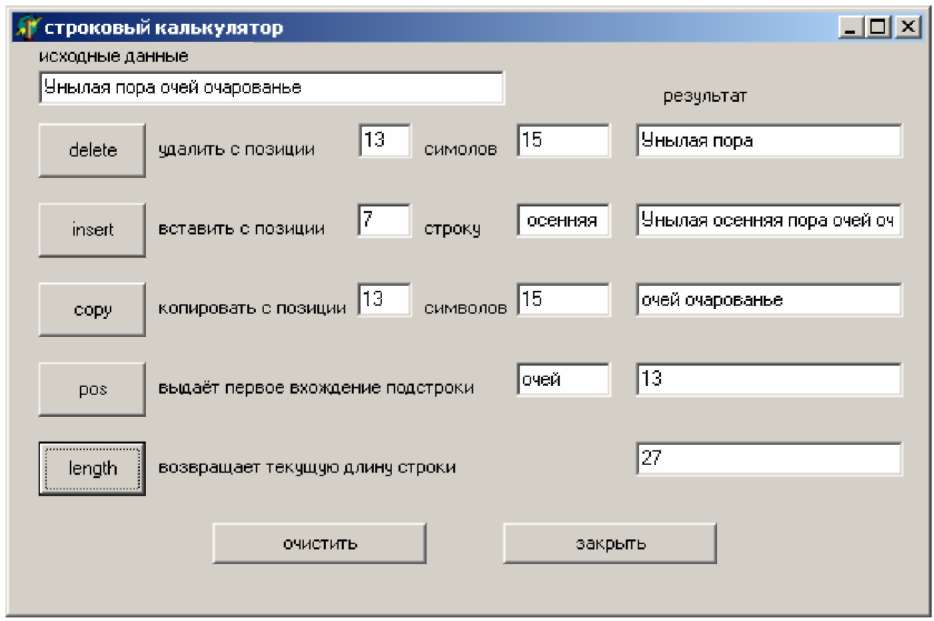 строковый калькулятор
исходные данные
Унылая пора очей очарованье
результат
delete удалить с позиции 13 симолов 15 Унылая пора
insert вставить с позиции 7 строку осенняя Унылая осенняя пора очей оч
copy копировать с позиции 13 символов 15 очей очарованье
pos выдаёт первое вхождение подстроки очей 13
length возвращает текущую длину строки 27
очистить закрыть